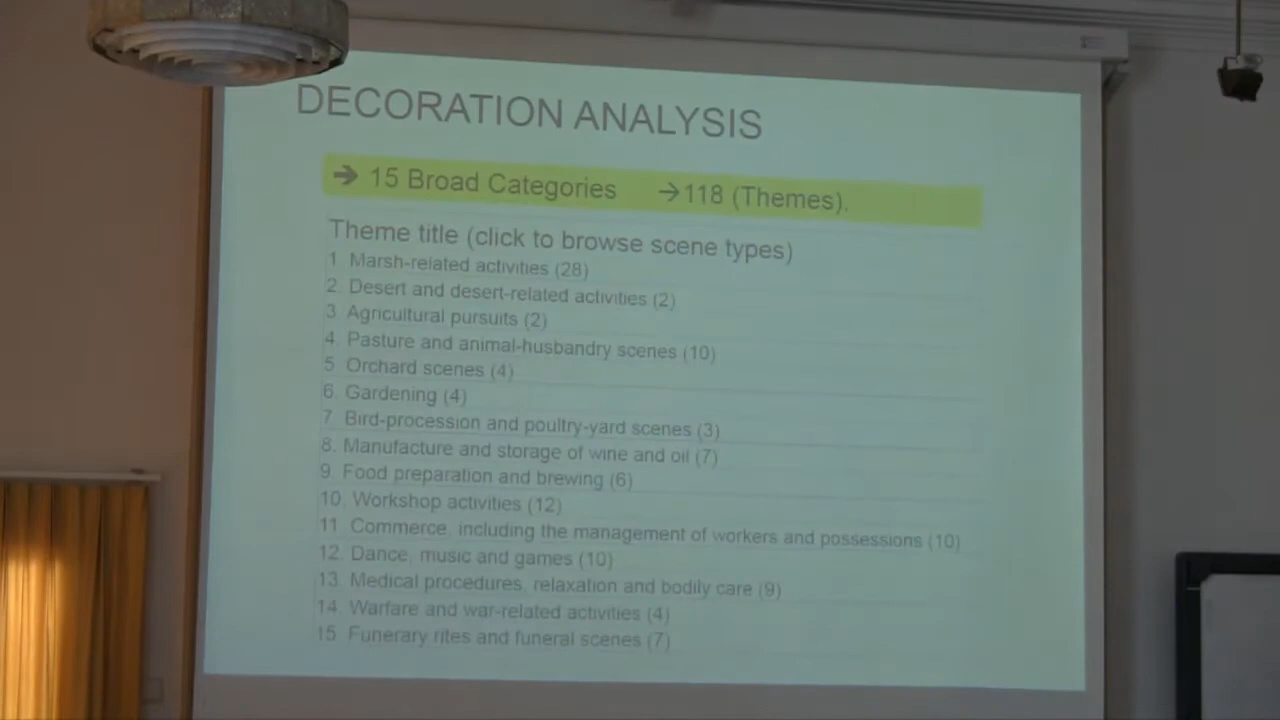 DECORATION ANALYSIS
→ 15 Broad Categories →118 (Themes).
Theme title (click to browse scene types)
1. Marsh-related activities (28)
2. Desert and desert-related activities (2)
3. Agricultural pursuits (2)
4. Pasture and animal-husbandry scenes (10)
5. Orchard scenes (4)
6. Gardening (4)
7. Bird-procession and poultry-yard scenes (3)
8. Manufacture and storage of wine and oil (7)
9. Food preparation and brewing (6)
10. Workshop activities (12)
11. Commerce, including the management of workers and possessions (10)
12. Dance, music and games (10)
13. Medical procedures, relaxation and bodily care (9)
14. Warfare and war-related activities (4)
15. Funerary rites and funeral scenes (7)